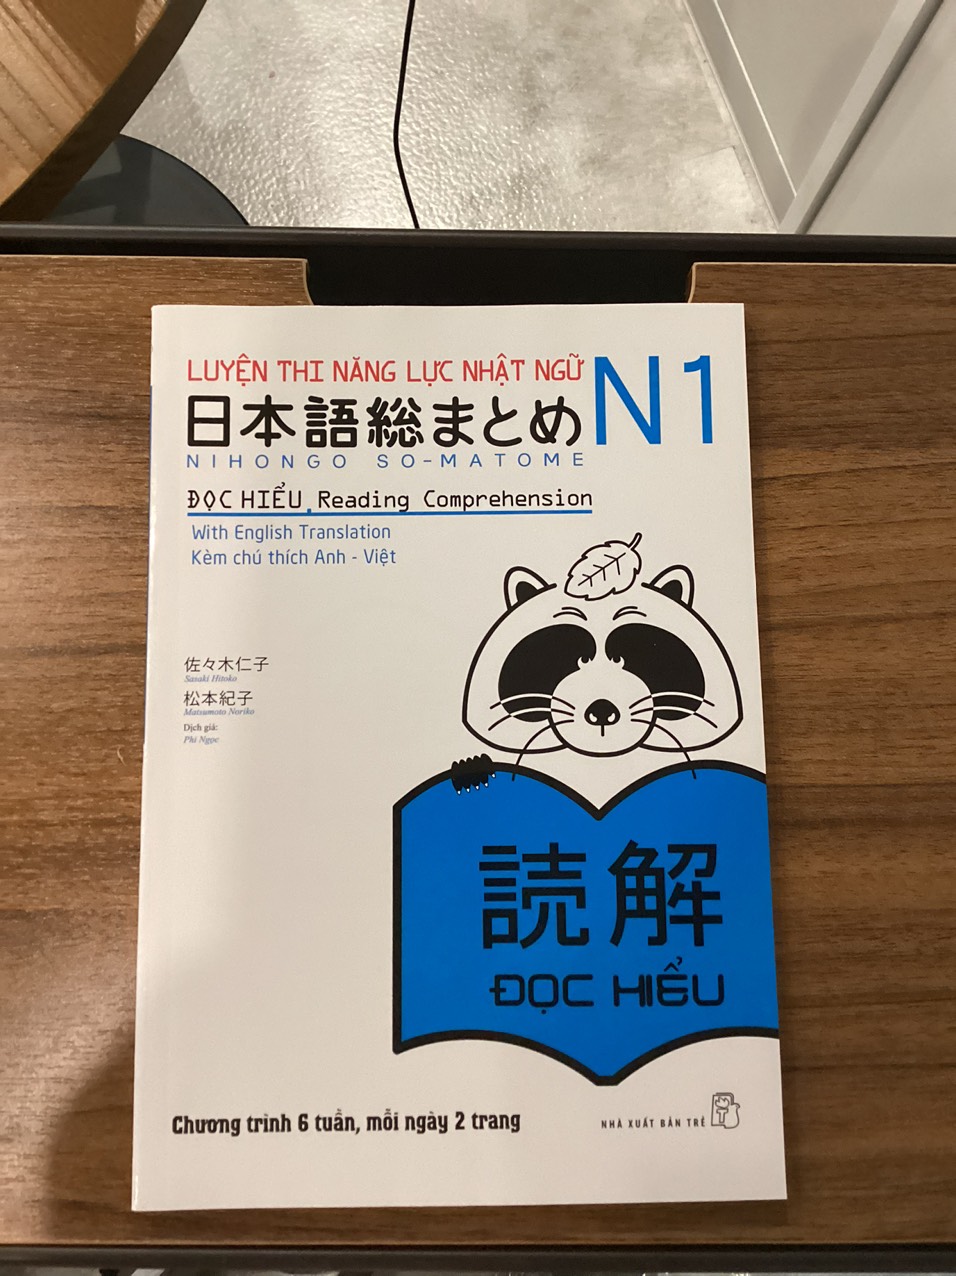 LUYỆN THI NĂNG LỰC NHẬT NGỮ
日本語総まとめ N1
NIHONGO SO-MATOME
ĐỌC HIỂU, Reading Comprehension
With English Translation
Kèm chú thích Anh - Việt
佐々木仁子
Sasaki Hitoko
松本紀子
Matsumoto Noriko
Dịch giả:
Phi Ngọc
読解
ĐỌC HIỂU
Chương trình 6 tuần, mỗi ngày 2 trang
NHÀ XUẤT BẢN TRẺ